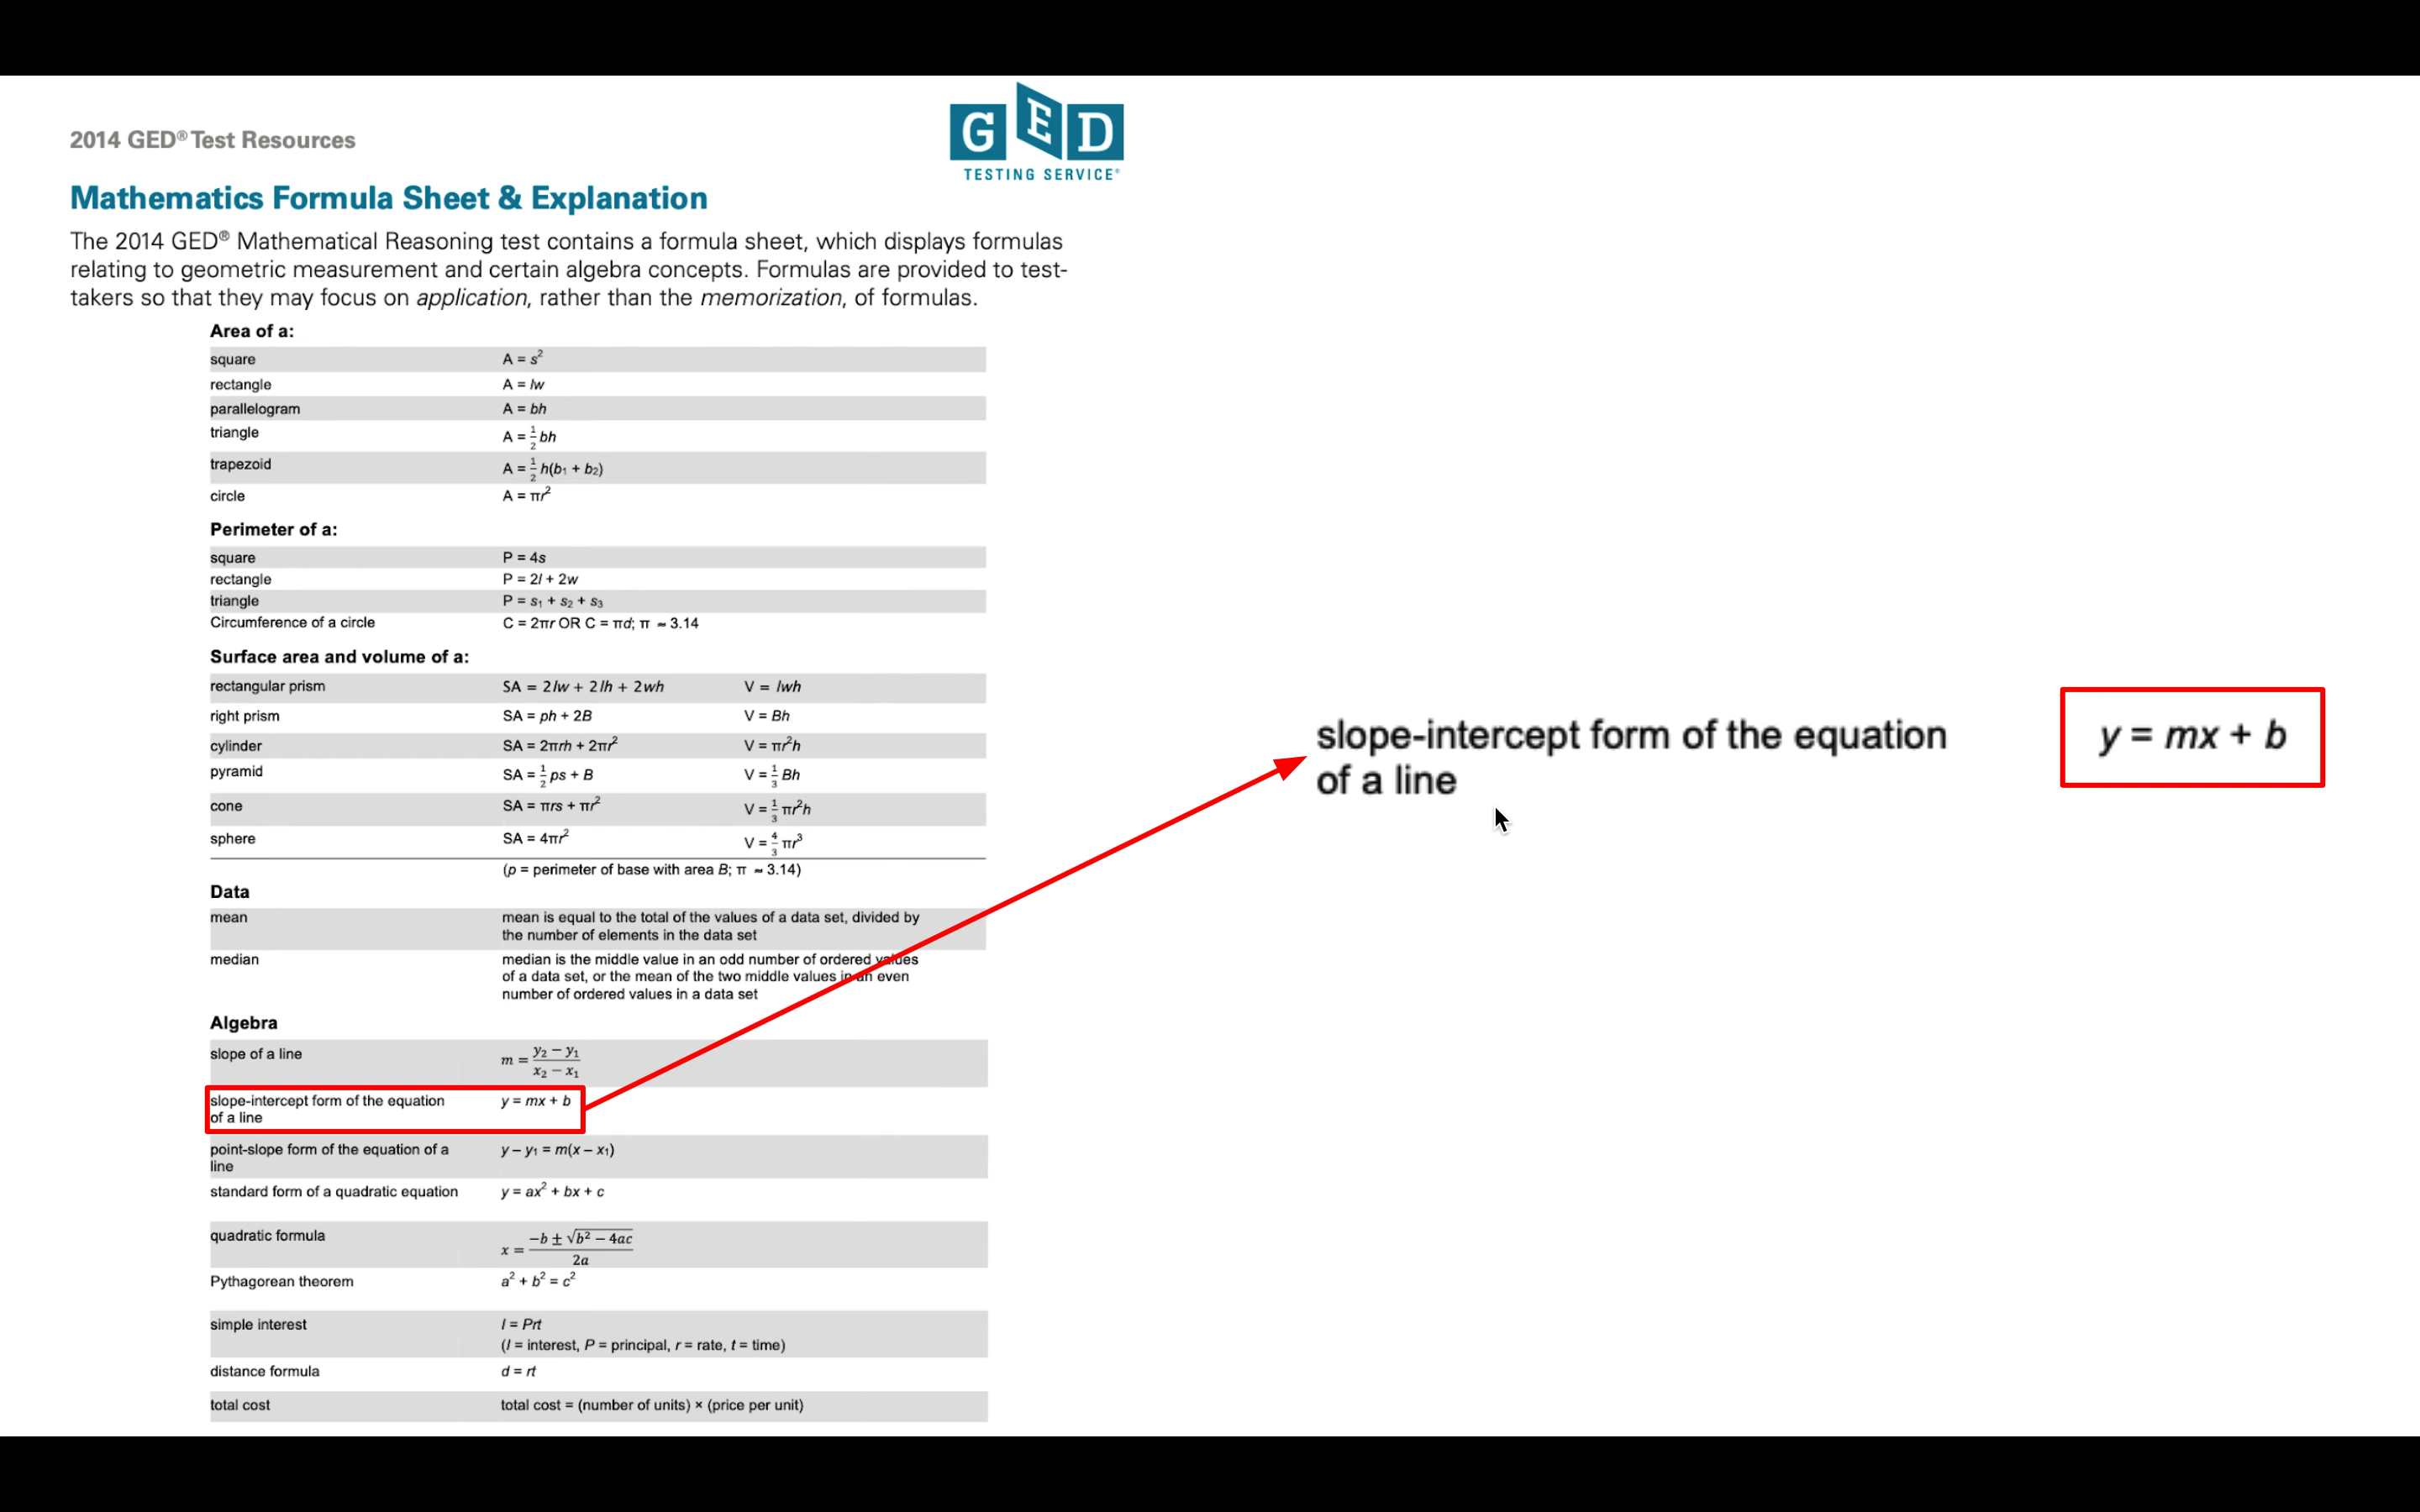 2014 GED® Test Resources
GED
TESTING SERVICE®
Mathematics Formula Sheet & Explanation
The 2014 GED® Mathematical Reasoning test contains a formula sheet, which displays formulas
relating to geometric measurement and certain algebra concepts. Formulas are provided to test-
takers so that they may focus on application, rather than the memorization, of formulas.
Area of a:
square A = s²
rectangle A = lw
parallelogram A = bh
triangle A = ½ bh
trapezoid A = ½ h(b₁ + b₂)
circle A = πr²
Perimeter of a:
square P = 4s
rectangle P = 2l + 2w
triangle P = s₁ + s₂ + s₃
Circumference of a circle C = 2πr OR C = πd; π ≈ 3.14
Surface area and volume of a:
rectangular prism SA = 2lw + 2lh + 2wh V = lwh
right prism SA = ph + 2B V = Bh
cylinder SA = 2πrh + 2πr² V = πr²h
pyramid SA = ½ ps + B V = ⅓ Bh
cone SA = πrs + πr² V = ⅓ πr²h
sphere SA = 4πr² V = 4/3 πr³
(p = perimeter of base with area B; π ≈ 3.14)
Data
mean mean is equal to the total of the values of a data set, divided by
the number of elements in the data set
median median is the middle value in an odd number of ordered values
of a data set, or the mean of the two middle values in an even
number of ordered values in a data set
Algebra
slope of a line m = (y₂ − y₁)/(x₂ − x₁)
slope-intercept form of the equation y = mx + b
of a line
point-slope form of the equation of a y – y₁ = m(x – x₁)
line
standard form of a quadratic equation y = ax² + bx + c
quadratic formula x = (−b ± √(b² − 4ac))/2a
Pythagorean theorem a² + b² = c²
simple interest I = Prt
(I = interest, P = principal, r = rate, t = time)
distance formula d = rt
total cost total cost = (number of units) × (price per unit)
slope-intercept form of the equation y = mx + b
of a line